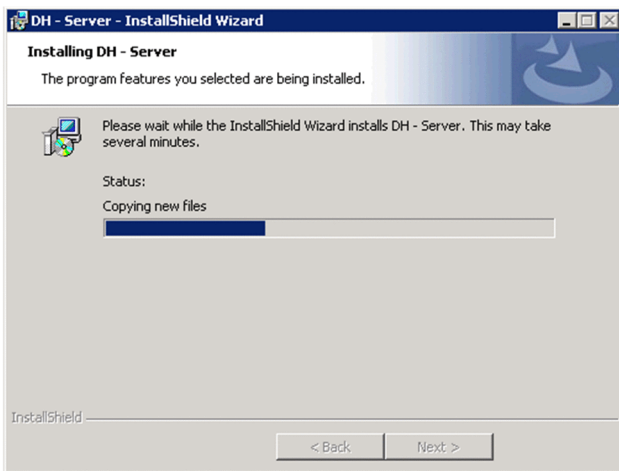 DH - Server - InstallShield Wizard
Installing DH - Server
The program features you selected are being installed.
Please wait while the InstallShield Wizard installs DH - Server. This may take
several minutes.
Status:
Copying new files
InstallShield
< Back
Next >